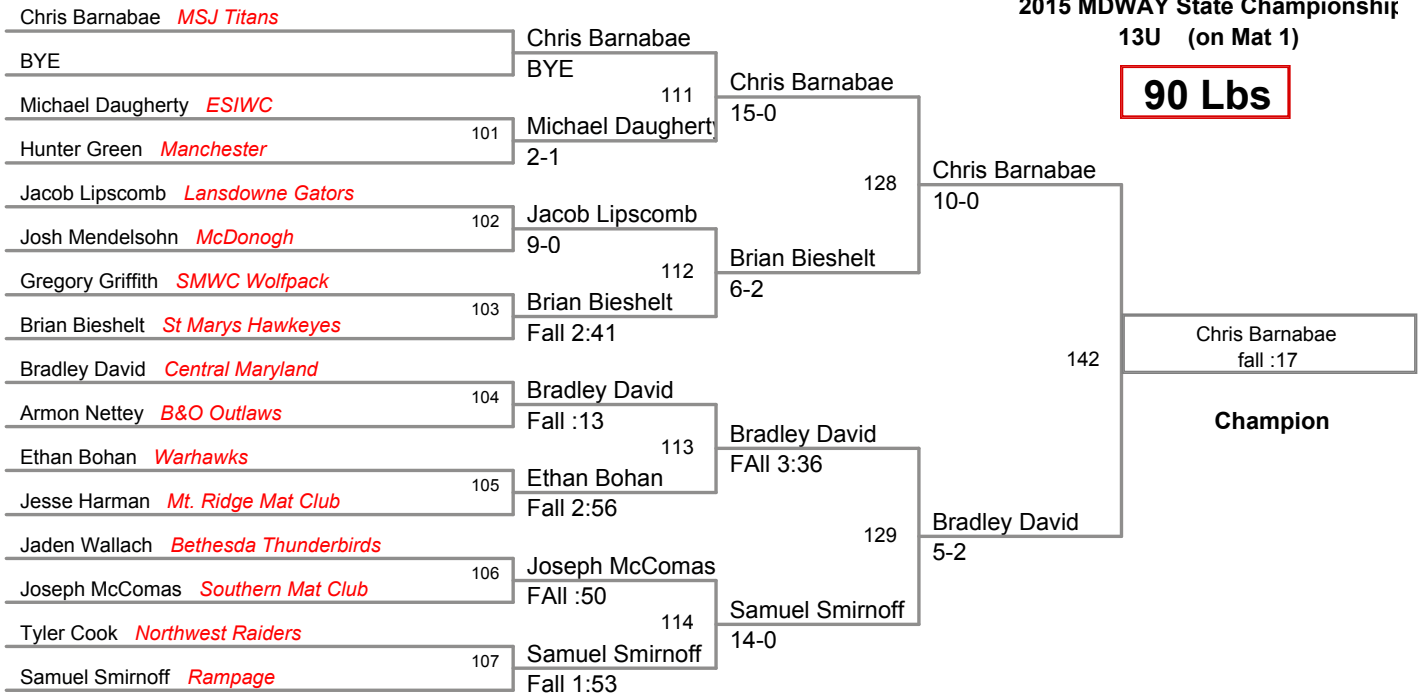 2015 MDWAY State Championship
13U (on Mat 1)
90 Lbs
Chris Barnabae MSJ Titans
BYE
Michael Daugherty ESIWC
Hunter Green Manchester
Jacob Lipscomb Lansdowne Gators
Josh Mendelsohn McDonogh
Gregory Griffith SMWC Wolfpack
Brian Bieshelt St Marys Hawkeyes
Bradley David Central Maryland
Armon Nettey B&O Outlaws
Ethan Bohan Warhawks
Jesse Harman Mt. Ridge Mat Club
Jaden Wallach Bethesda Thunderbirds
Joseph McComas Southern Mat Club
Tyler Cook Northwest Raiders
Samuel Smirnoff Rampage
101
102
103
104
105
106
107
Chris Barnabae
BYE
Michael Daugherty
2-1
Jacob Lipscomb
9-0
Brian Bieshelt
Fall 2:41
Bradley David
Fall :13
Ethan Bohan
Fall 2:56
Joseph McComas
FAll :50
Samuel Smirnoff
Fall 1:53
111
112
113
114
Chris Barnabae
15-0
Brian Bieshelt
6-2
Bradley David
FAll 3:36
Samuel Smirnoff
14-0
128
129
Chris Barnabae
10-0
Bradley David
5-2
142
Chris Barnabae
fall :17
Champion